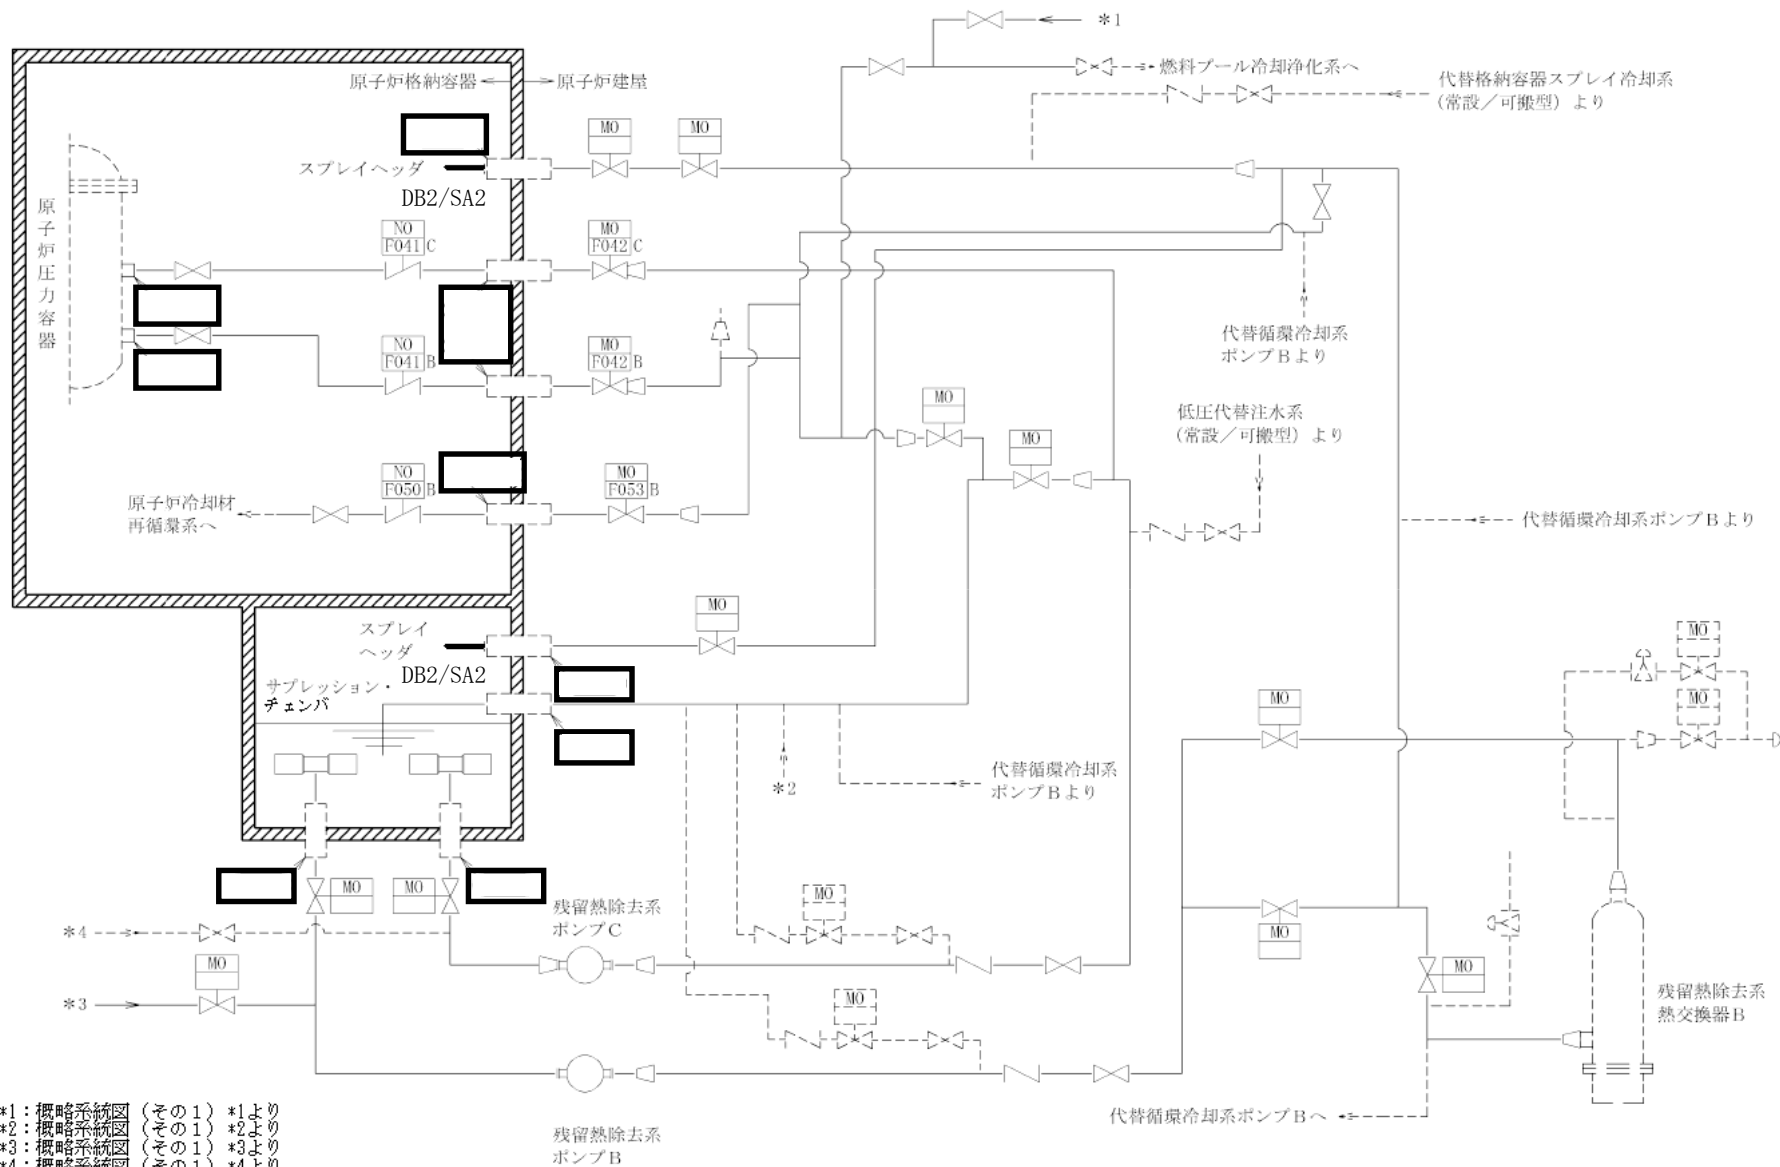 *1
原子炉格納容器
原子炉建屋
燃料プール冷却浄化系へ
代替格納容器スプレイ冷却系
(常設／可搬型) より
MO
MO
スプレイヘッダ
DB2/SA2
原子炉圧力容器
NO
F041 C
MO
F042 C
代替循環冷却系
ポンプBより
NO
F041 B
MO
F042 B
MO
低圧代替注水系
(常設／可搬型) より
MO
NO
F050 B
MO
F053 B
原子炉冷却材
再循環系へ
代替循環冷却系ポンプBより
MO
スプレイ
ヘッダ
DB2/SA2
サプレッション・
チェンバ
MO
MO
MO
*2
代替循環冷却系
ポンプBより
MO
MO
MO
残留熱除去系
ポンプC
*4
MO
MO
MO
*3
MO
残留熱除去系
熱交換器B
代替循環冷却系ポンプBへ
残留熱除去系
ポンプB
*1：概略系統図（その１）*1より
*2：概略系統図（その１）*2より
*3：概略系統図（その１）*3より
*4：概略系統図（その１）*4より